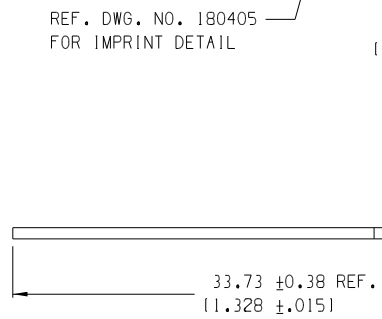 REF. DWG. NO. 180405
FOR IMPRINT DETAIL
[
33.73 ±0.38 REF.
[1.328 ±.015]